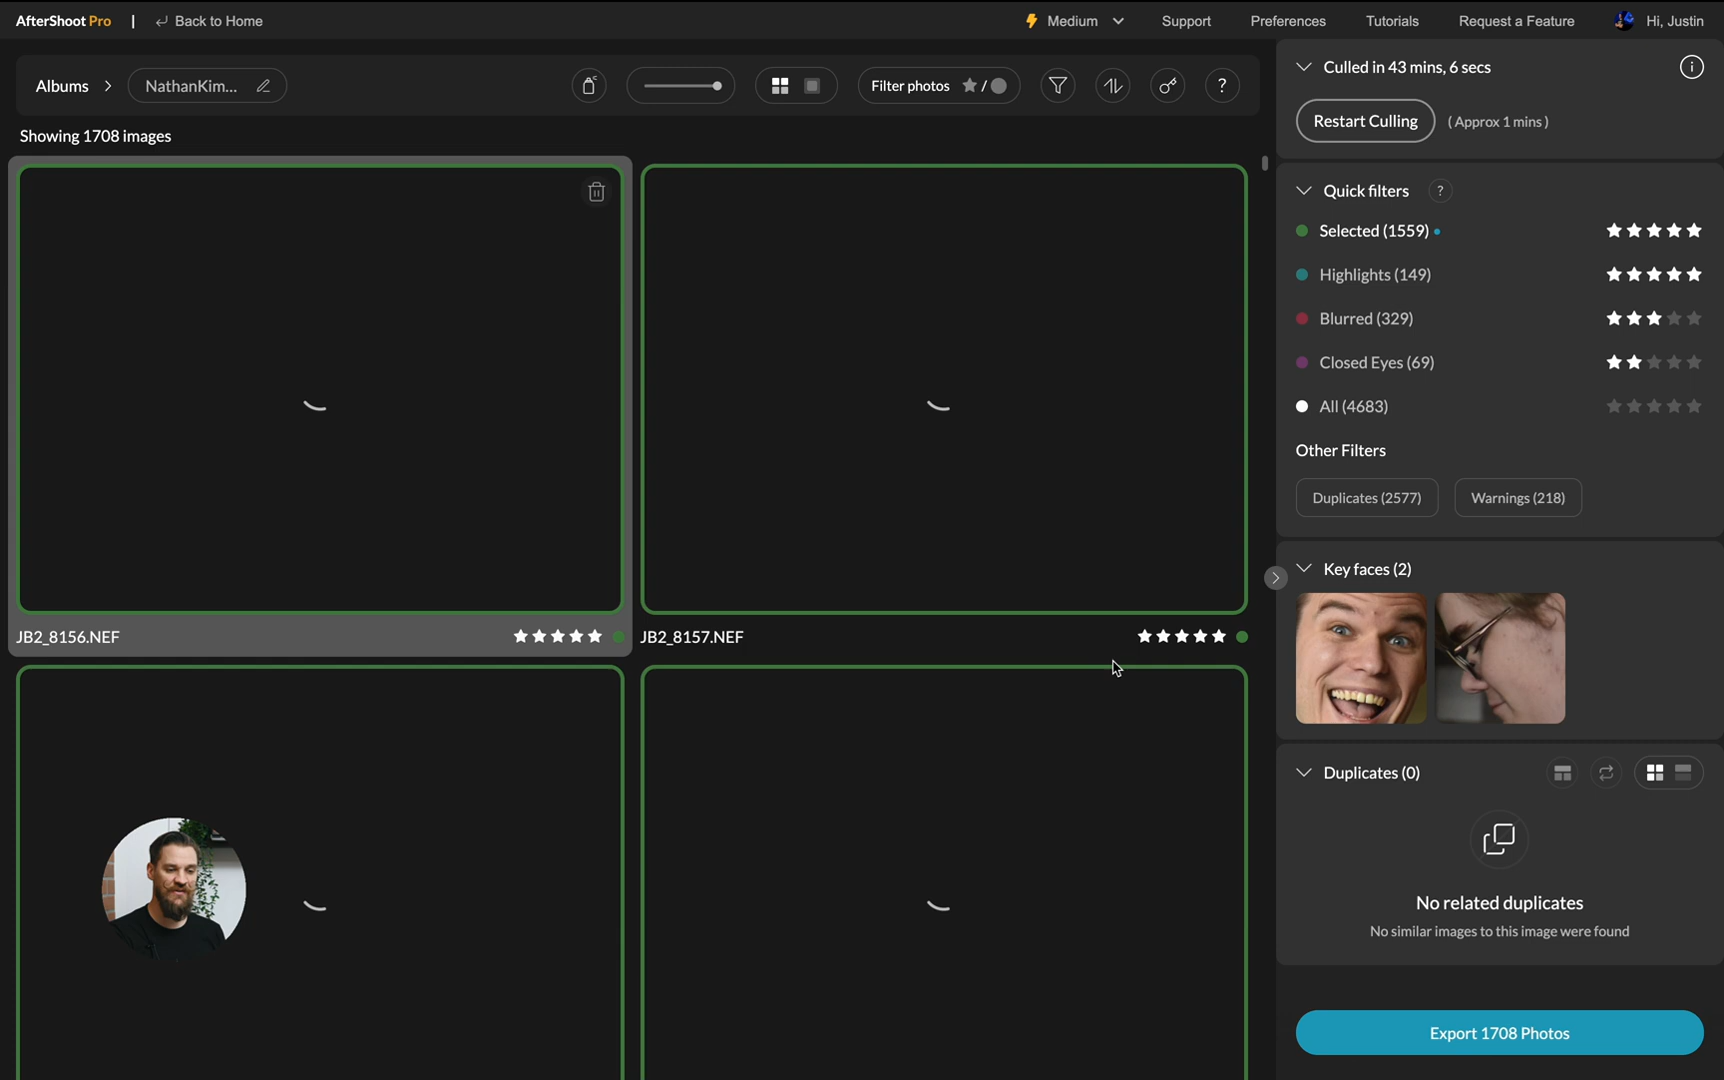 AfterShoot Pro | Back to Home Medium Support Preferences Tutorials Request a Feature Hi, Justin
Albums > NathanKim... Filter photos / ?
Showing 1708 images
JB2_8156.NEF
JB2_8157.NEF
Culled in 43 mins, 6 secs
Restart Culling ( Approx 1 mins )
Quick filters ?
Selected (1559)
Highlights (149)
Blurred (329)
Closed Eyes (69)
All (4683)
Other Filters
Duplicates (2577) Warnings (218)
Key faces (2)
Duplicates (0)
No related duplicates
No similar images to this image were found
Export 1708 Photos